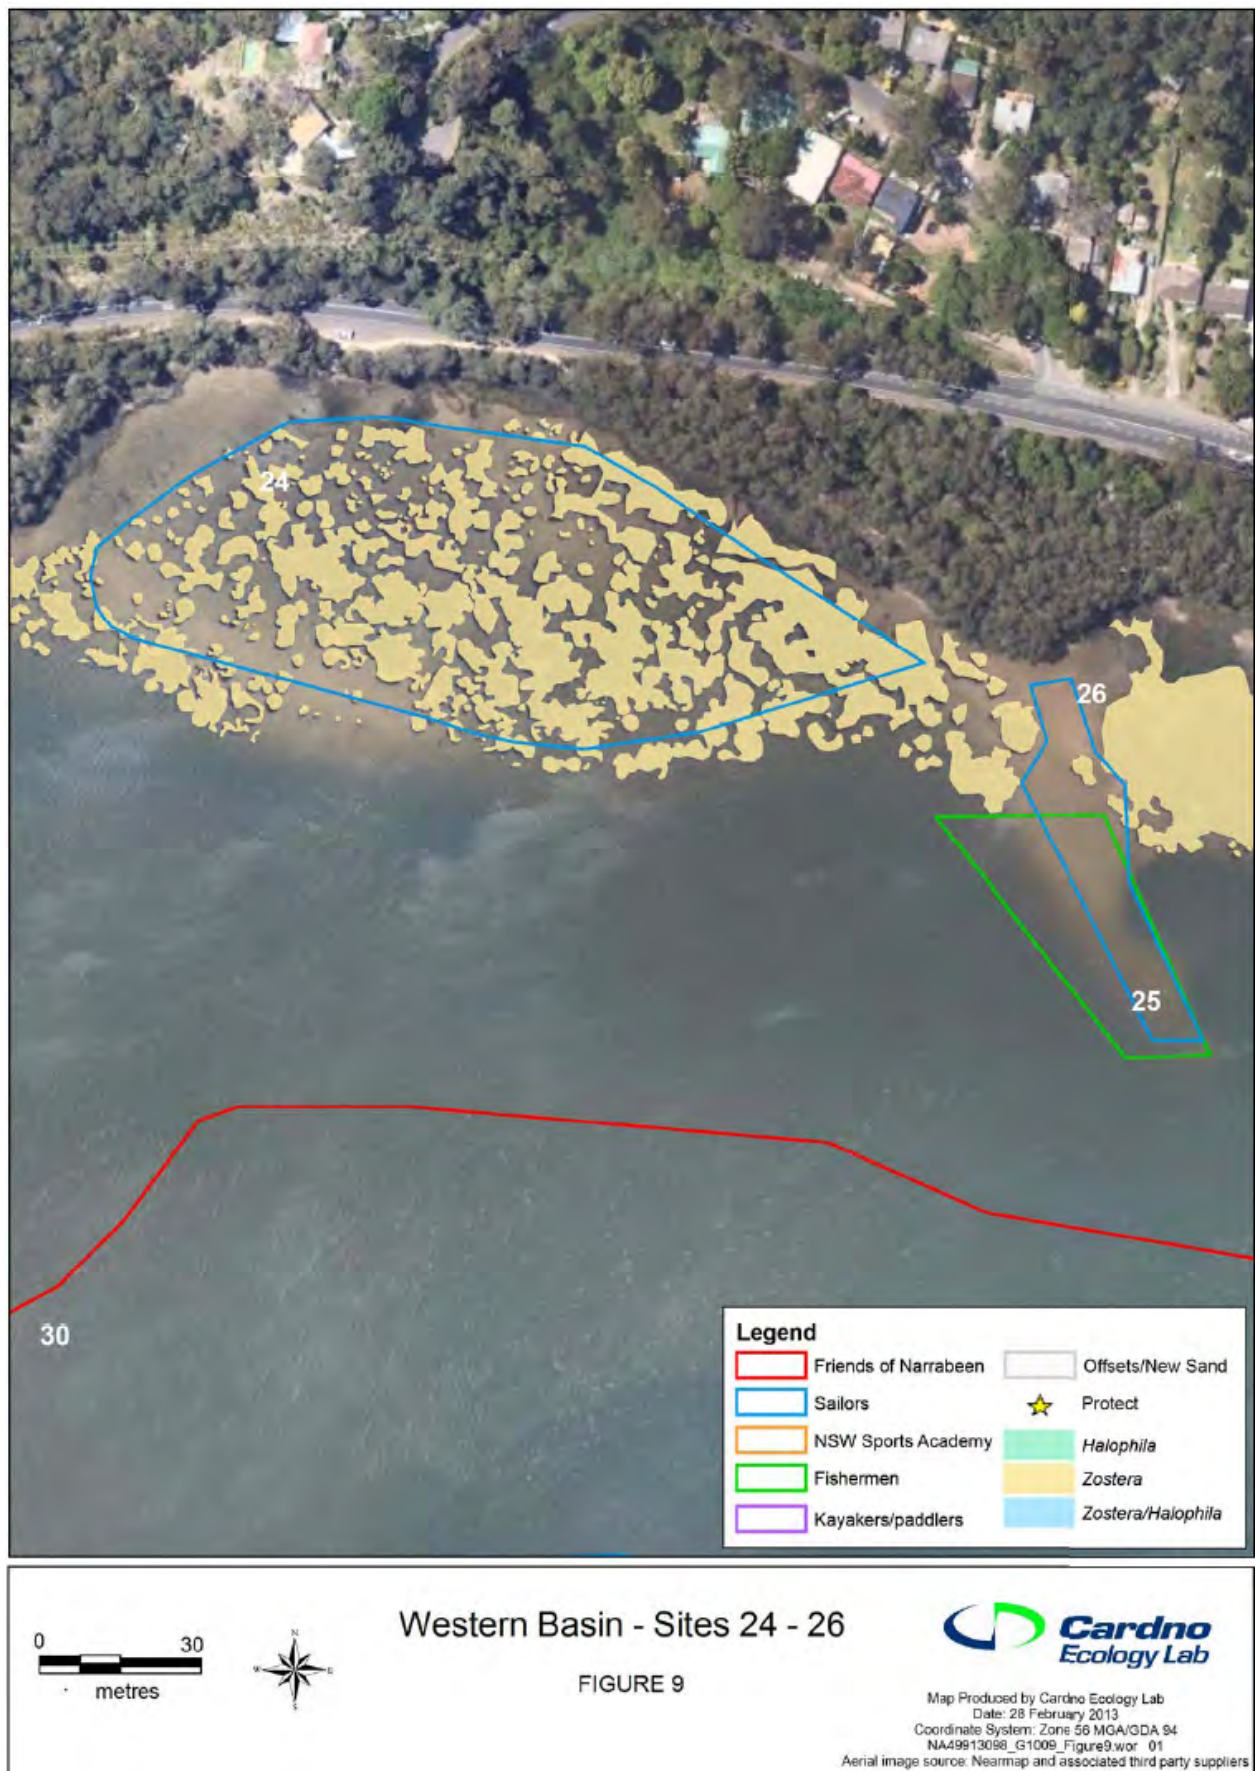 24
26
25
30
Legend
Friends of Narrabeen
Sailors
NSW Sports Academy
Fishermen
Kayakers/paddlers
Offsets/New Sand
Protect
Halophila
Zostera
Zostera/Halophila
0 30
metres
N
W E
S
Western Basin - Sites 24 - 26
FIGURE 9
Cardno
Ecology Lab
Map Produced by Cardno Ecology Lab
Date: 28 February 2013
Coordinate System: Zone 56 MGA/GDA 94
NA49913098_G1009_Figure9.wor 01
Aerial image source: Nearmap and associated third party suppliers